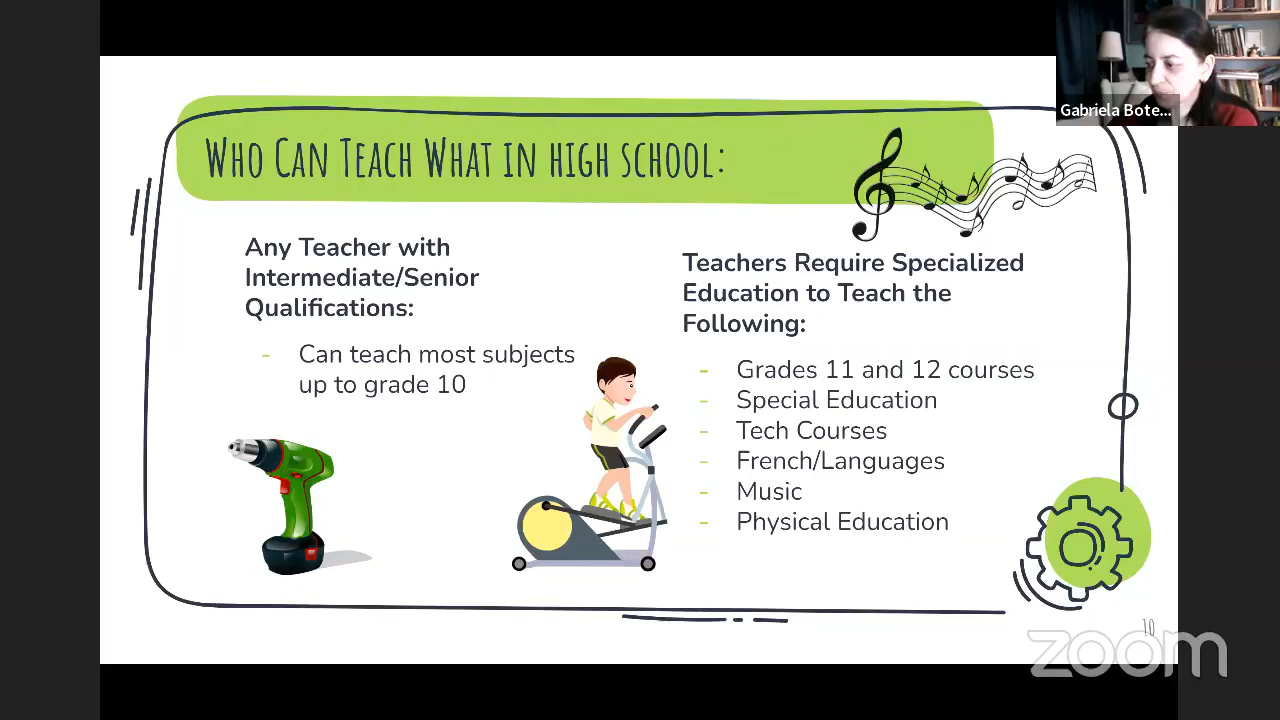 Gabriela Bote...
WHO CAN TEACH WHAT IN HIGH SCHOOL:
Any Teacher with
Intermediate/Senior
Qualifications:
- Can teach most subjects
up to grade 10
Teachers Require Specialized
Education to Teach the
Following:
- Grades 11 and 12 courses
- Special Education
- Tech Courses
- French/Languages
- Music
- Physical Education
10
zoom